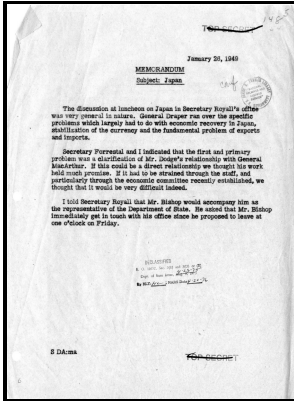 TOP SECRET
January 26, 1949
MEMORANDUM
Subject: Japan
The discussion at luncheon on Japan in Secretary Royall's office
was very general in nature. General Draper ran over the specific
problems which largely had to do with economic recovery in Japan,
stabilization of the currency and the fundamental problem of exports
and imports.
Secretary Forrestal and I indicated that the first and primary
problem was a clarification of Mr. Dodge's relationship with General
MacArthur. If this could be a direct relationship we thought his work
held much promise. If it had to be strained through the staff, and
particularly through the economic committee recently established, we
thought that it would be very difficult indeed.
I told Secretary Royall that Mr. Bishop would accompany him as
the representative of the Department of State. He asked that Mr. Bishop
immediately get in touch with his office since he proposed to leave at
one o'clock on Friday.
DECLASSIFIED
S DA:ma
TOP SECRET